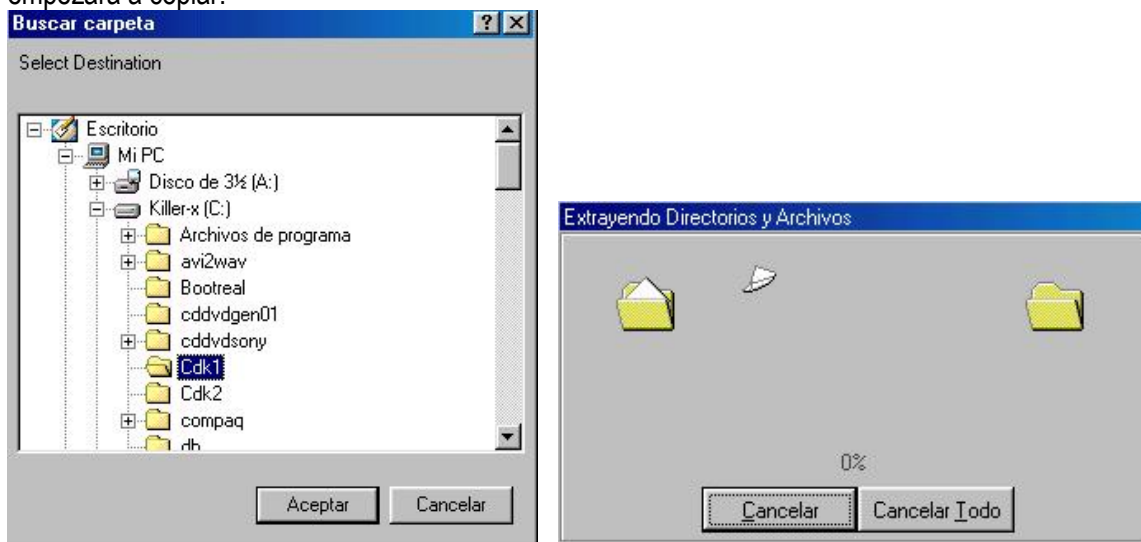 empezará a copiar.
Buscar carpeta
Select Destination
Escritorio
Mi PC
Disco de 3½ (A:)
Killer-x (C:)
Archivos de programa
avi2wav
Bootreal
cddvdgen01
cddvdsony
Cdk1
Cdk2
compaq
db
Aceptar Cancelar
Extrayendo Directorios y Archivos
0%
Cancelar Cancelar Todo